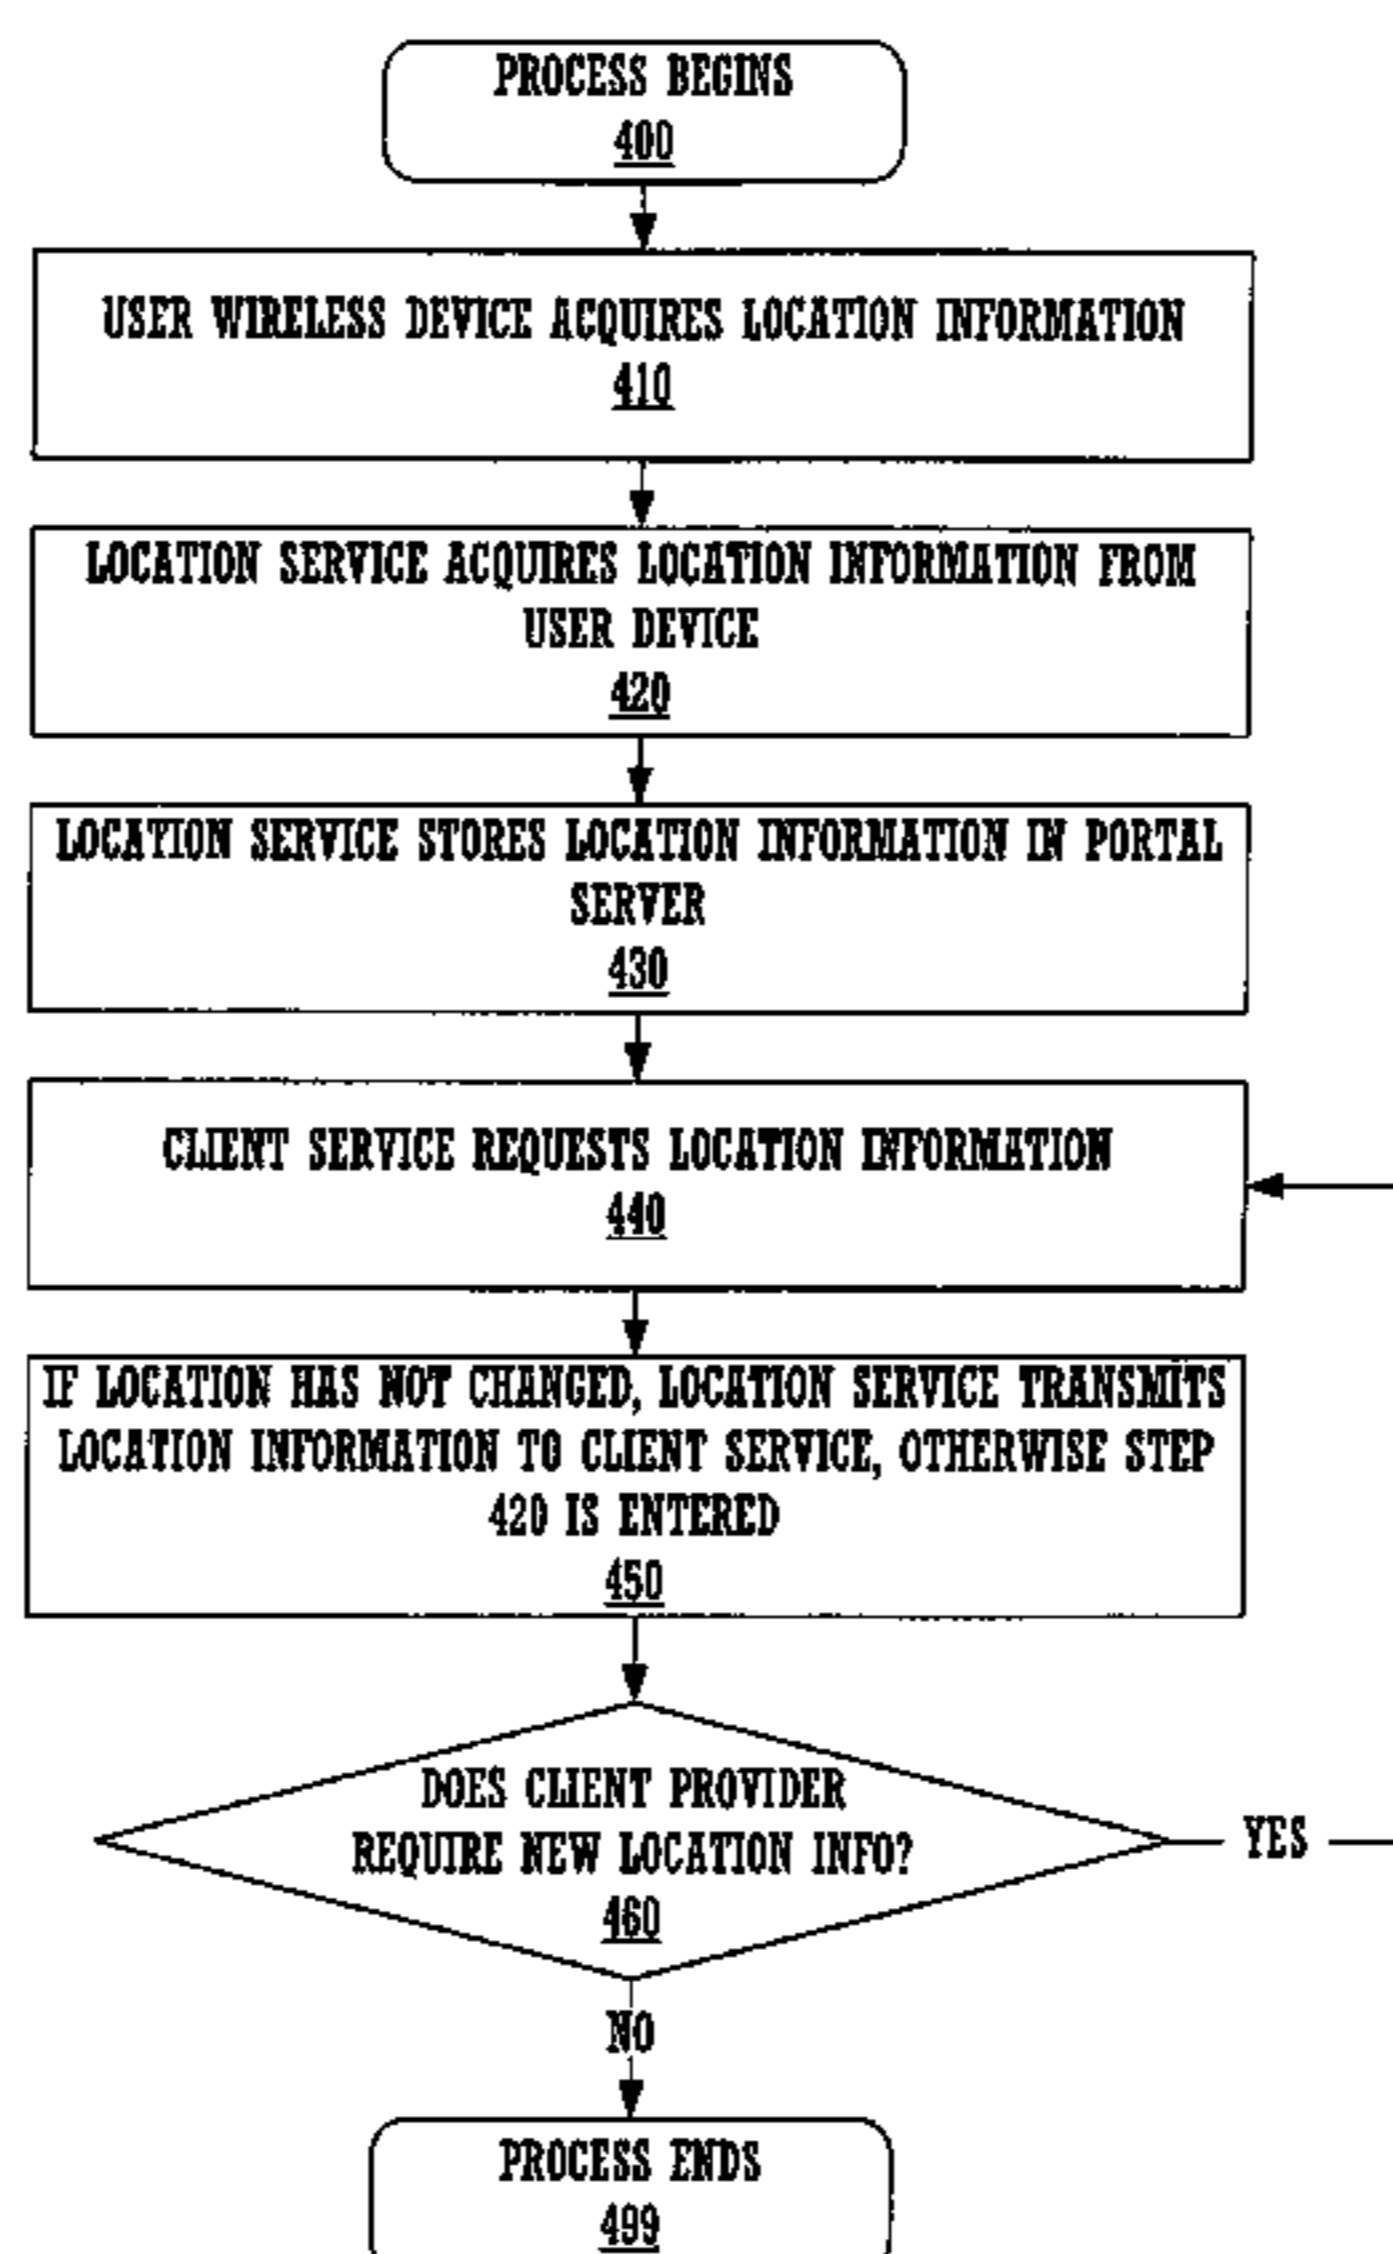 PROCESS BEGINS
400
USER WIRELESS DEVICE ACQUIRES LOCATION INFORMATION
410
LOCATION SERVICE ACQUIRES LOCATION INFORMATION FROM
USER DEVICE
420
LOCATION SERVICE STORES LOCATION INFORMATION IN PORTAL
SERVER
430
CLIENT SERVICE REQUESTS LOCATION INFORMATION
440
IF LOCATION HAS NOT CHANGED, LOCATION SERVICE TRANSMITS
LOCATION INFORMATION TO CLIENT SERVICE, OTHERWISE STEP
420 IS ENTERED
450
DOES CLIENT PROVIDER
REQUIRE NEW LOCATION INFO?
460
YES
NO
PROCESS ENDS
499